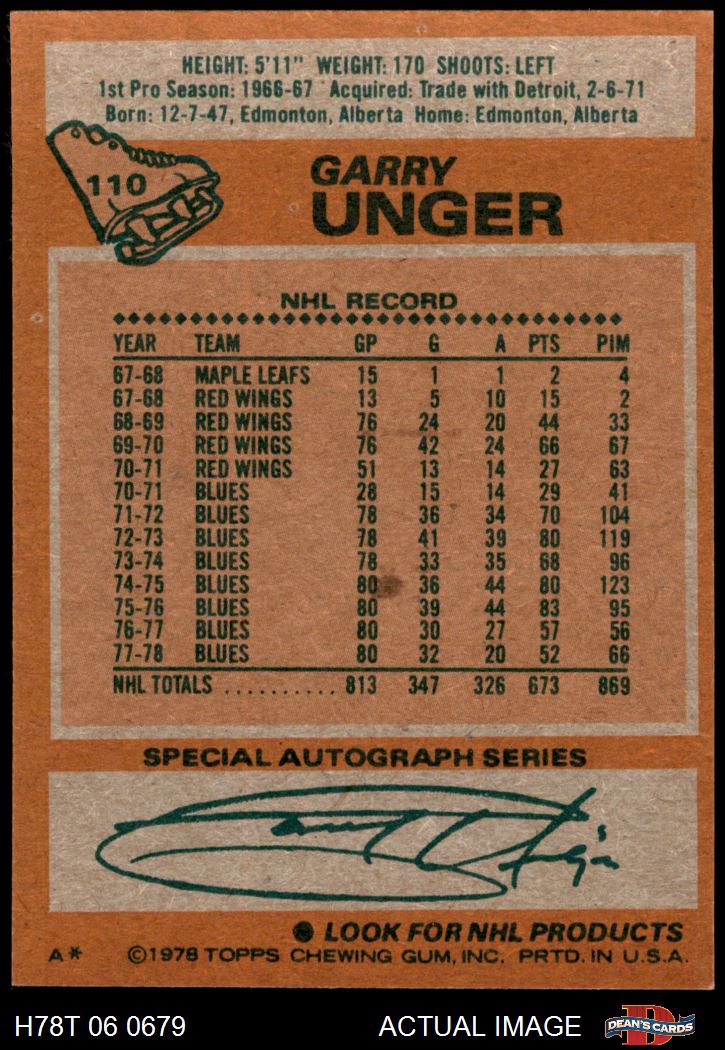 HEIGHT: 5'11" WEIGHT: 170 SHOOTS: LEFT
1st Pro Season: 1966-67 Acquired: Trade with Detroit, 2-6-71
Born: 12-7-47, Edmonton, Alberta Home: Edmonton, Alberta
110
GARRY
UNGER
NHL RECORD
YEAR TEAM GP G A PTS PIM
67-68 MAPLE LEAFS 15 1 1 2 4
67-68 RED WINGS 13 5 10 15 2
68-69 RED WINGS 76 24 20 44 33
69-70 RED WINGS 76 42 24 66 67
70-71 RED WINGS 51 13 14 27 63
70-71 BLUES 28 15 14 29 41
71-72 BLUES 78 36 34 70 104
72-73 BLUES 78 41 39 80 119
73-74 BLUES 78 33 35 68 96
74-75 BLUES 80 36 44 80 123
75-76 BLUES 80 39 44 83 95
76-77 BLUES 80 30 27 57 56
77-78 BLUES 80 32 20 52 66
NHL TOTALS .......... 813 347 326 673 869
SPECIAL AUTOGRAPH SERIES
Garry Unger
LOOK FOR NHL PRODUCTS
A* ©1978 TOPPS CHEWING GUM, INC. PRTD. IN U.S.A.
H78T 06 0679 ACTUAL IMAGE D DEAN'S CARDS